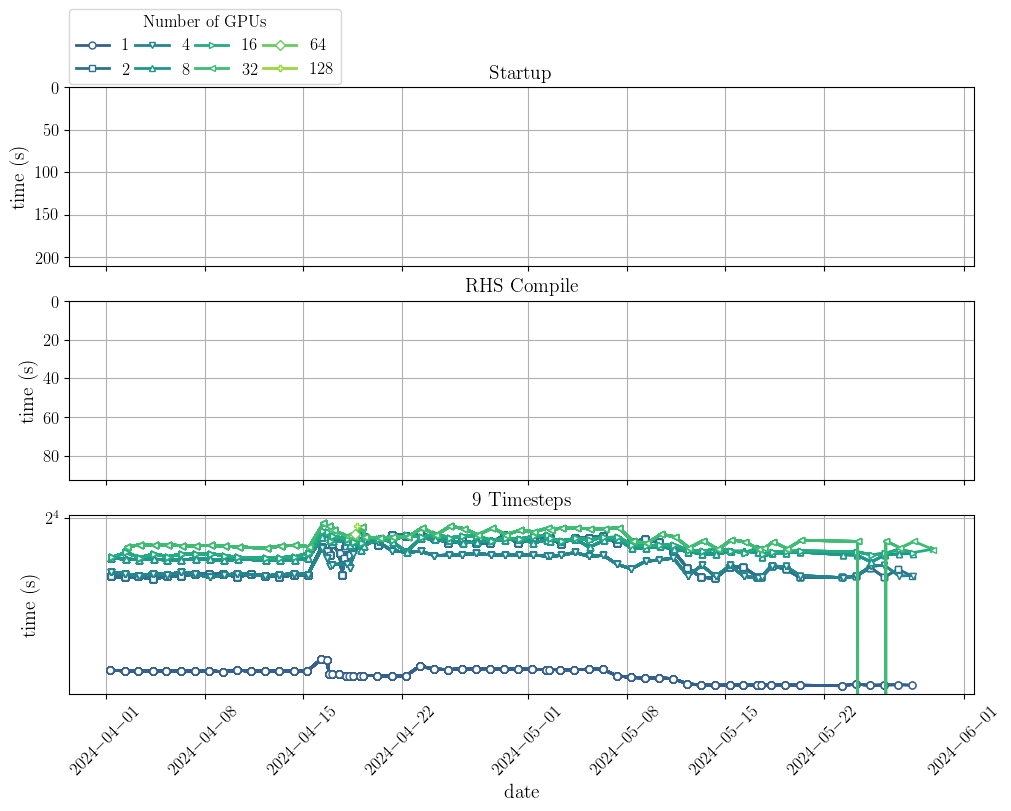 Number of GPUs
1 4 16 64
2 8 32 128
Startup
0
50
100
150
200
time (s)
RHS Compile
0
20
40
60
80
time (s)
9 Timesteps
2⁴
time (s)
2024−04−01 2024−04−08 2024−04−15 2024−04−22 2024−05−01 2024−05−08 2024−05−15 2024−05−22 2024−06−01
date